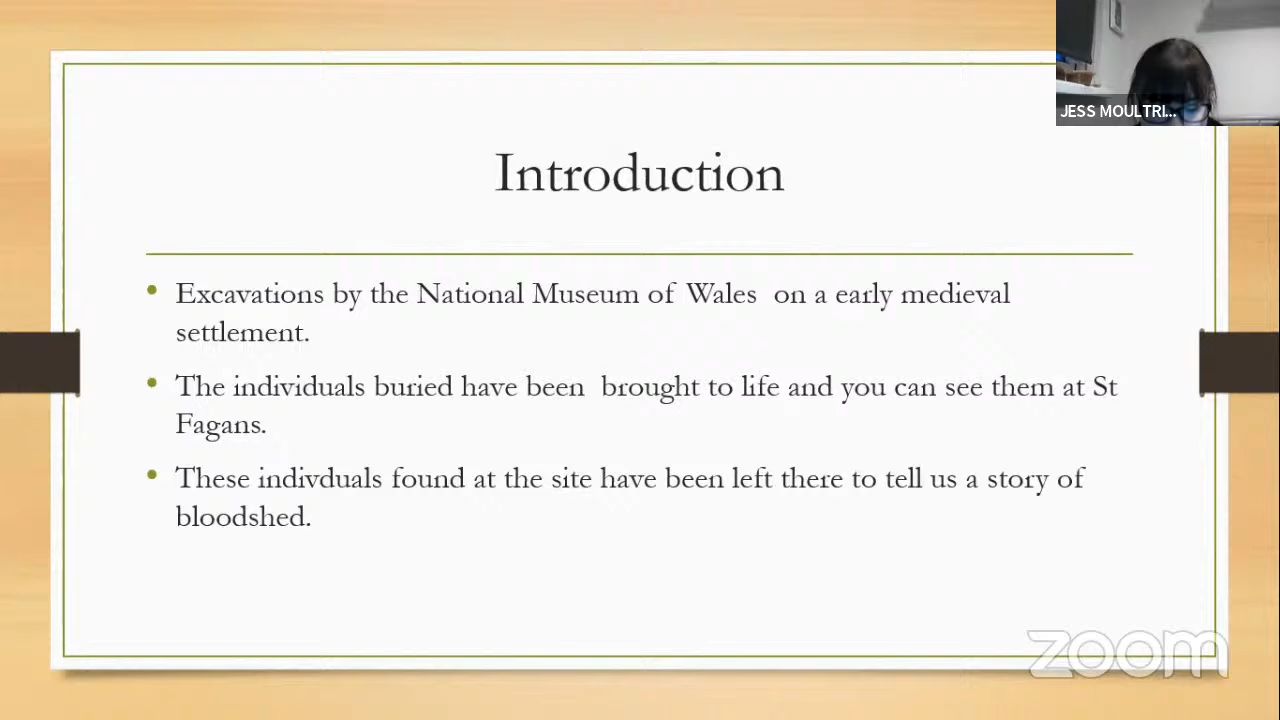 JESS MOULTRI...
Introduction
• Excavations by the National Museum of Wales on a early medieval
settlement.
• The individuals buried have been brought to life and you can see them at St
Fagans.
• These indivduals found at the site have been left there to tell us a story of
bloodshed.
zoom